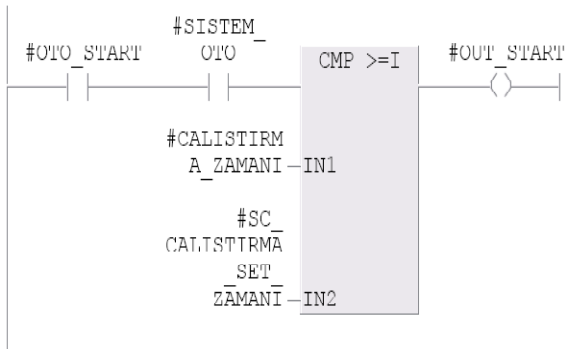 #SISTEM_
#OTO_START
OTO
CMP >=I
#OUT_START
#CALISTIRM
A_ZAMANI
IN1
#SC_
CALISTIRMA
_SET_
ZAMANI
IN2